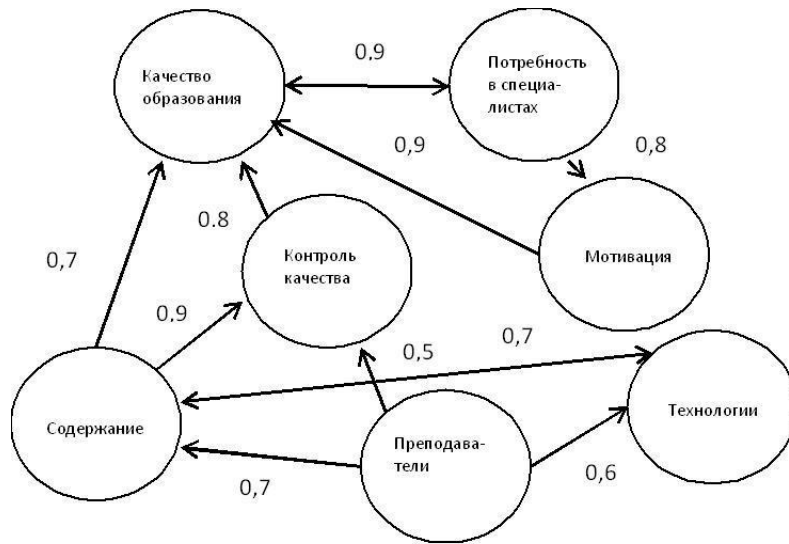 0,9
Качество
образования
Потребность
в специа-
листах
0,9
0,8
0.8
Контроль
качества
Мотивация
0,7
0,9
0,5
0,7
Содержание
Преподава-
тели
Технологии
0,7
0,6